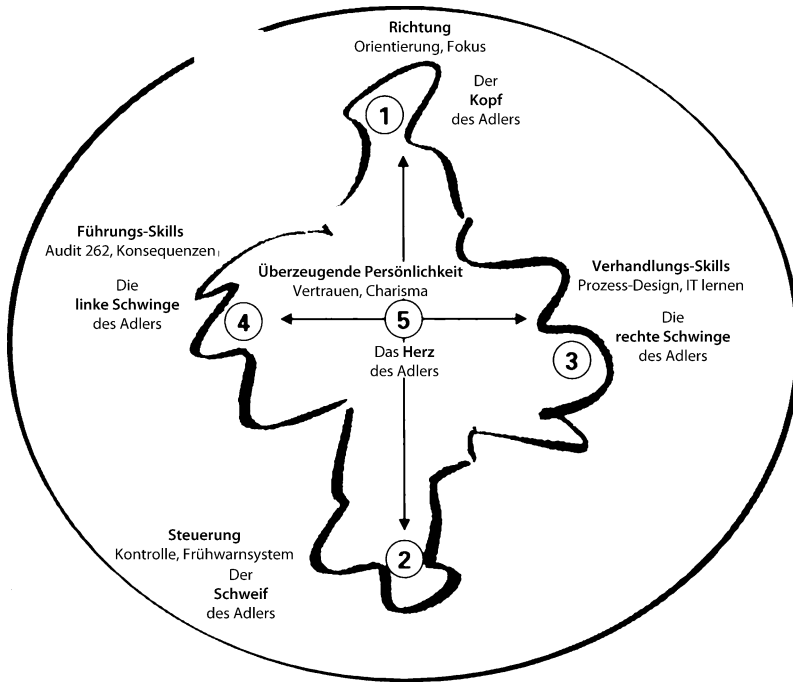 Richtung
Orientierung, Fokus
Der
Kopf
des Adlers
1
Führungs-Skills
Audit 262, Konsequenzen
Die
linke Schwinge
des Adlers
4
Überzeugende Persönlichkeit
Vertrauen, Charisma
5
Das Herz
des Adlers
Verhandlungs-Skills
Prozess-Design, IT lernen
Die
rechte Schwinge
des Adlers
3
Steuerung
Kontrolle, Frühwarnsystem
Der
Schweif
des Adlers
2